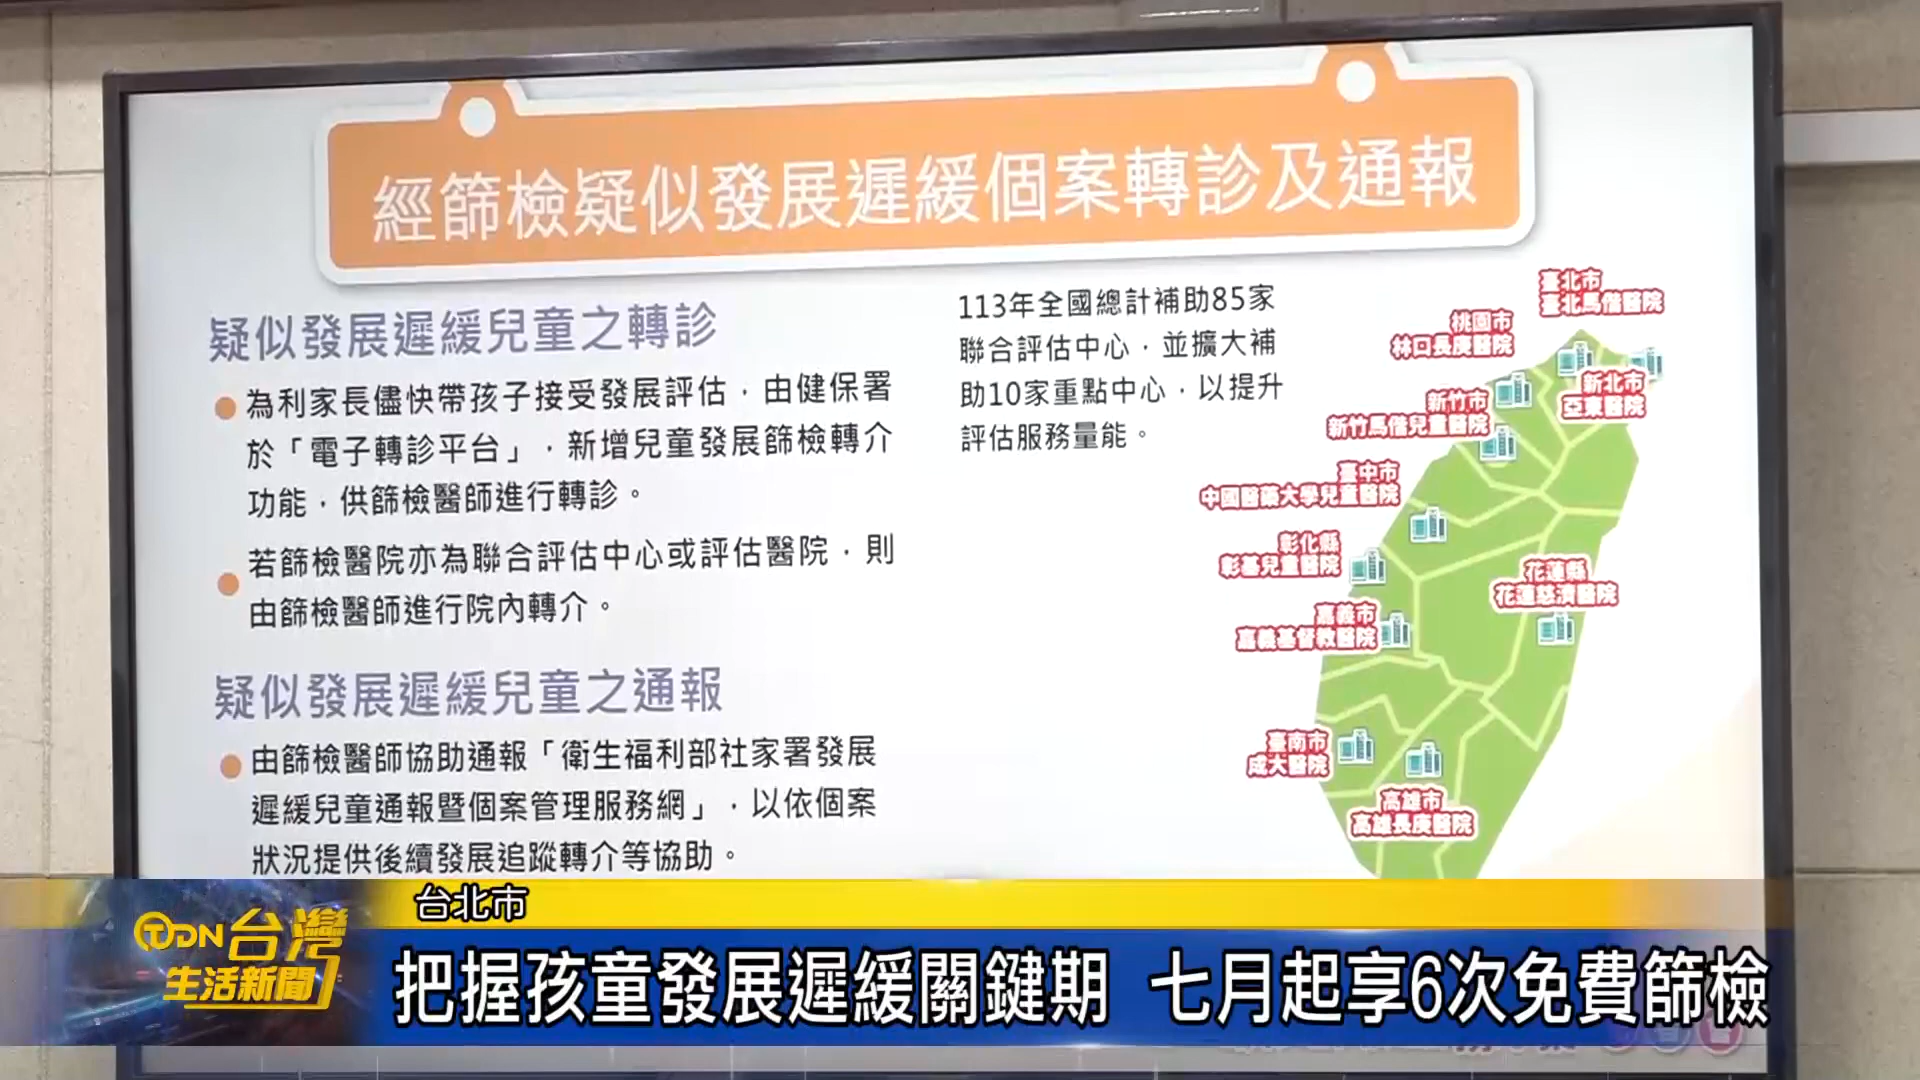 經篩檢疑似發展遲緩個案轉診及通報
疑似發展遲緩兒童之轉診
為利家長儘快帶孩子接受發展評估，由健保署
於「電子轉診平台」，新增兒童發展篩檢轉介
功能，供篩檢醫師進行轉診。
若篩檢醫院亦為聯合評估中心或評估醫院，則
由篩檢醫師進行院內轉介。
疑似發展遲緩兒童之通報
由篩檢醫師協助通報「衛生福利部社家署發展
遲緩兒童通報暨個案管理服務網」，以依個案
狀況提供後續發展追蹤轉介等協助。
113年全國總計補助85家
聯合評估中心，並擴大補
助10家重點中心，以提升
評估服務量能。
臺北市
臺北馬偕醫院
桃園市
林口長庚醫院
新北市
亞東醫院
新竹市
新竹馬偕兒童醫院
臺中市
中國醫藥大學兒童醫院
彰化縣
彰基兒童醫院
花蓮縣
花蓮慈濟醫院
嘉義市
嘉義基督教醫院
臺南市
成大醫院
高雄市
高雄長庚醫院
台北市
TDN台灣
生活新聞
把握孩童發展遲緩關鍵期 七月起享6次免費篩檢